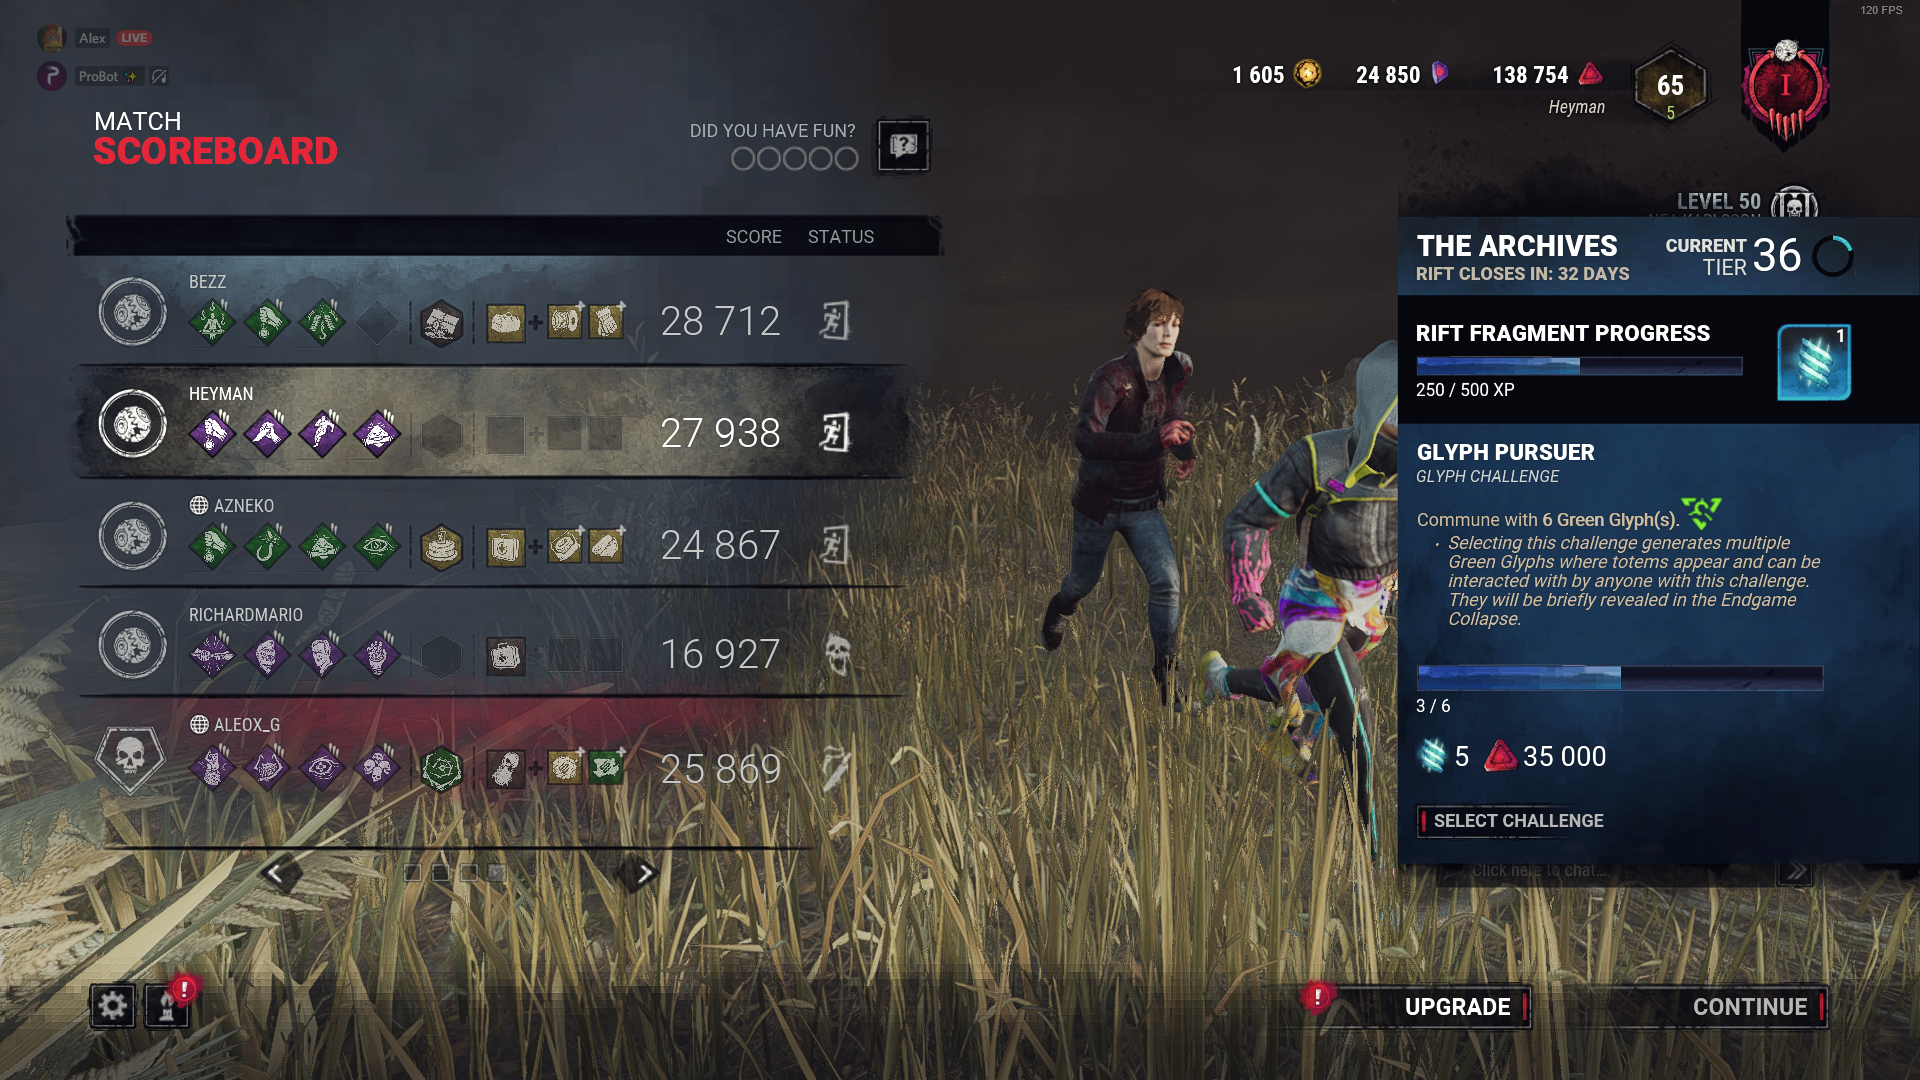 120 FPS
Alex LIVE
ProBot
1 605 24 850 138 754
Heyman
65
5
I
MATCH
SCOREBOARD
DID YOU HAVE FUN?
LEVEL 50
SCORE STATUS
BEZZ
28 712
HEYMAN
27 938
AZNEKO
24 867
RICHARDMARIO
16 927
ALEOX_G
25 869
THE ARCHIVES
RIFT CLOSES IN: 32 DAYS
CURRENT
TIER 36
RIFT FRAGMENT PROGRESS
1
250 / 500 XP
GLYPH PURSUER
GLYPH CHALLENGE
Commune with 6 Green Glyph(s).
· Selecting this challenge generates multiple
Green Glyphs where totems appear and can be
interacted with by anyone with this challenge.
They will be briefly revealed in the Endgame
Collapse.
3 / 6
5 35 000
SELECT CHALLENGE
Click here to chat...
UPGRADE
CONTINUE